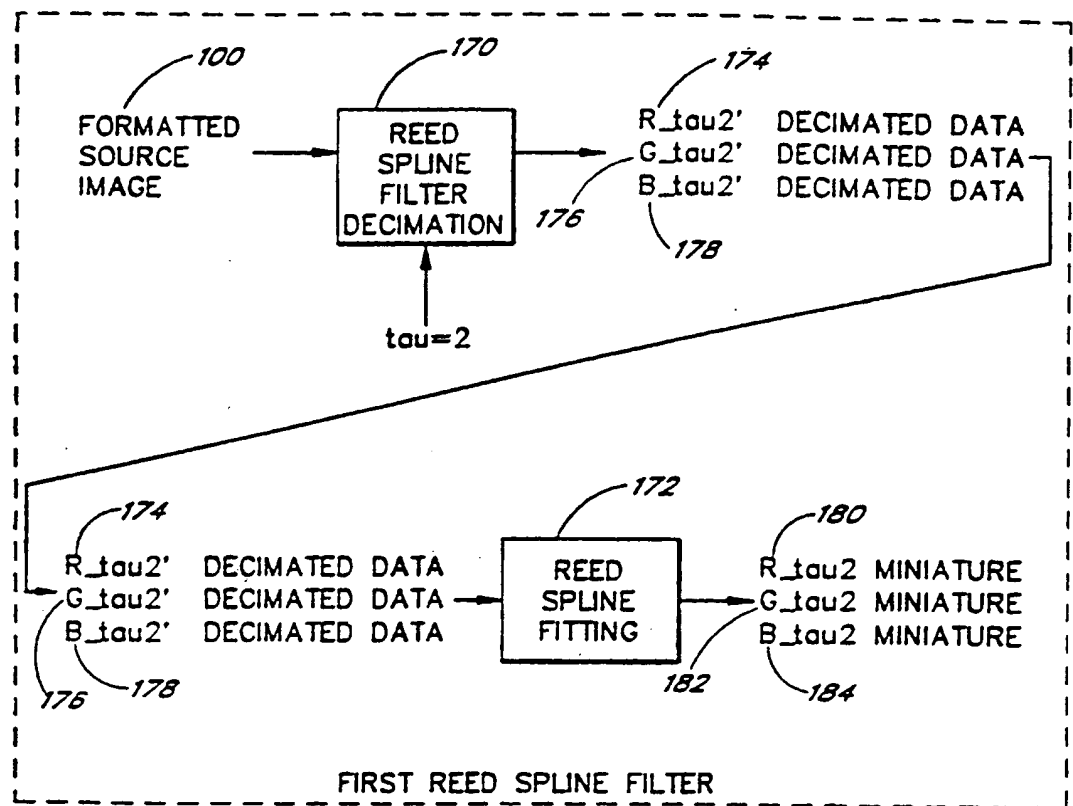 100
170
174
FORMATTED
SOURCE
IMAGE
REED
SPLINE
FILTER
DECIMATION
R_tau2' DECIMATED DATA
G_tau2' DECIMATED DATA
B_tau2' DECIMATED DATA
176
178
tau=2
174
172
180
R_tau2' DECIMATED DATA
G_tau2' DECIMATED DATA
B_tau2' DECIMATED DATA
REED
SPLINE
FITTING
R_tau2 MINIATURE
G_tau2 MINIATURE
B_tau2 MINIATURE
176
178
182
184
FIRST REED SPLINE FILTER